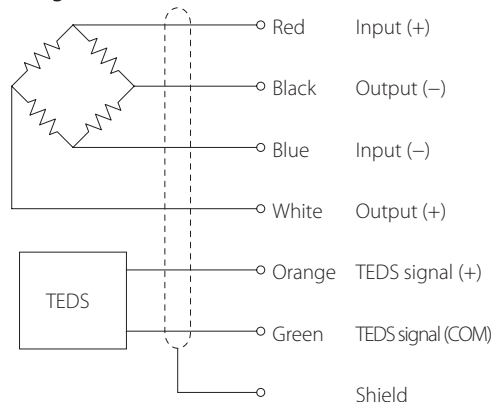 Red Input (+)
Black Output (−)
Blue Input (−)
White Output (+)
Orange TEDS signal (+)
TEDS
Green TEDS signal (COM)
Shield